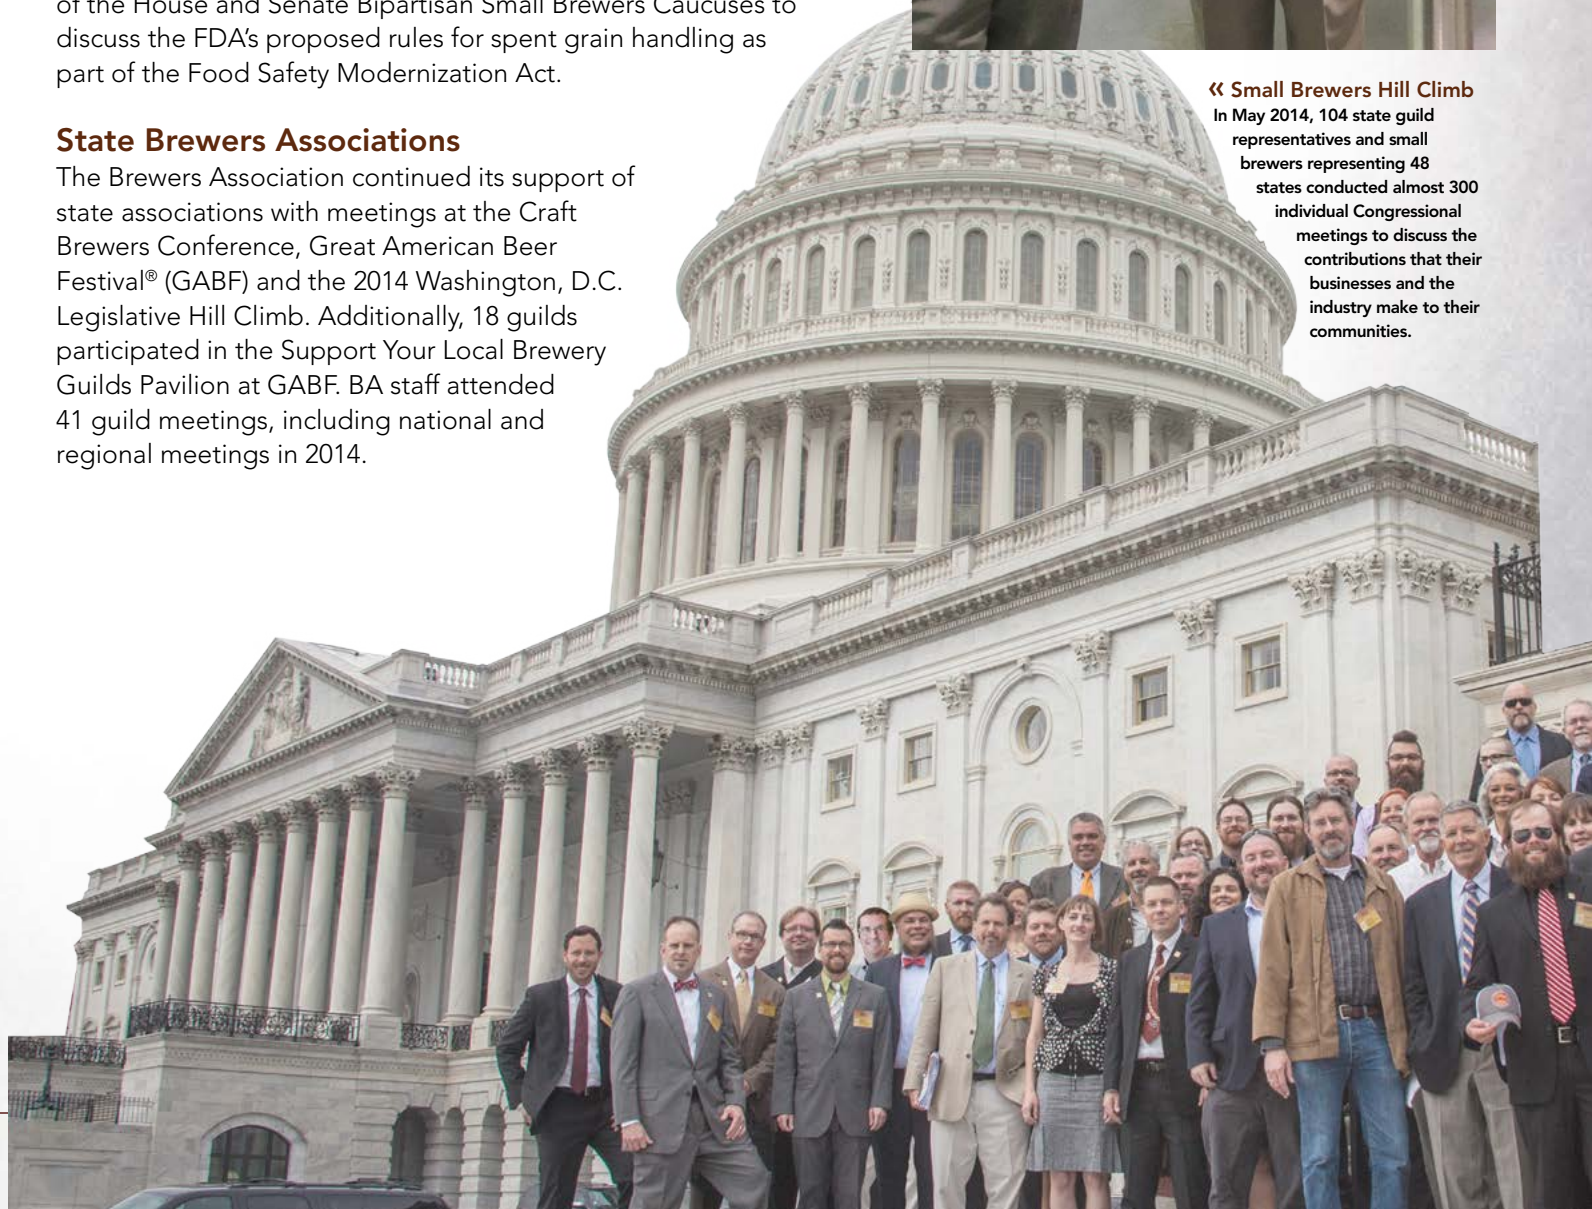 of the House and Senate Bipartisan Small Brewers Caucuses to
discuss the FDA's proposed rules for spent grain handling as
part of the Food Safety Modernization Act.
State Brewers Associations
The Brewers Association continued its support of
state associations with meetings at the Craft
Brewers Conference, Great American Beer
Festival® (GABF) and the 2014 Washington, D.C.
Legislative Hill Climb. Additionally, 18 guilds
participated in the Support Your Local Brewery
Guilds Pavilion at GABF. BA staff attended
41 guild meetings, including national and
regional meetings in 2014.
« Small Brewers Hill Climb
In May 2014, 104 state guild
representatives and small
brewers representing 48
states conducted almost 300
individual Congressional
meetings to discuss the
contributions that their
businesses and the
industry make to their
communities.